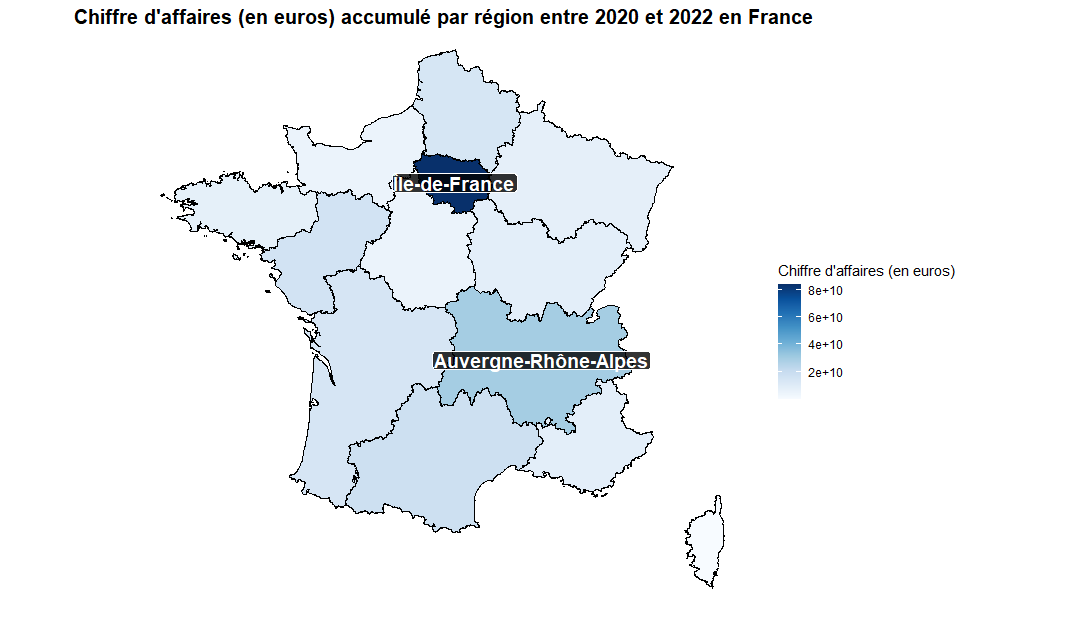 Chiffre d'affaires (en euros) accumulé par région entre 2020 et 2022 en France
Ile-de-France
Chiffre d'affaires (en euros)
8e+10
6e+10
4e+10
2e+10
Auvergne-Rhône-Alpes